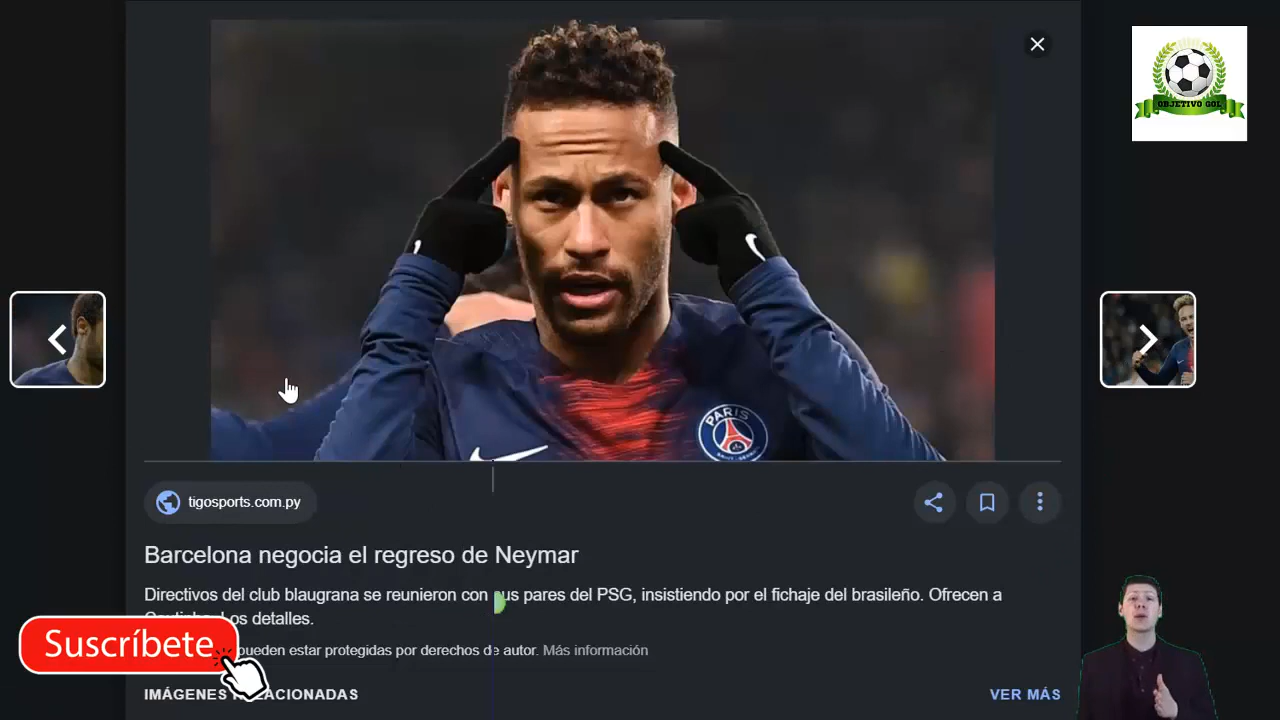 OBJETIVO GOL
PARIS
tigosports.com.py
Barcelona negocia el regreso de Neymar
Directivos del club blaugrana se reunieron con sus pares del PSG, insistiendo por el fichaje del brasileño. Ofrecen a
Los detalles.
Suscríbete
pueden estar protegidas por derechos de autor. Más información
IMÁGENES RELACIONADAS
VER MÁS